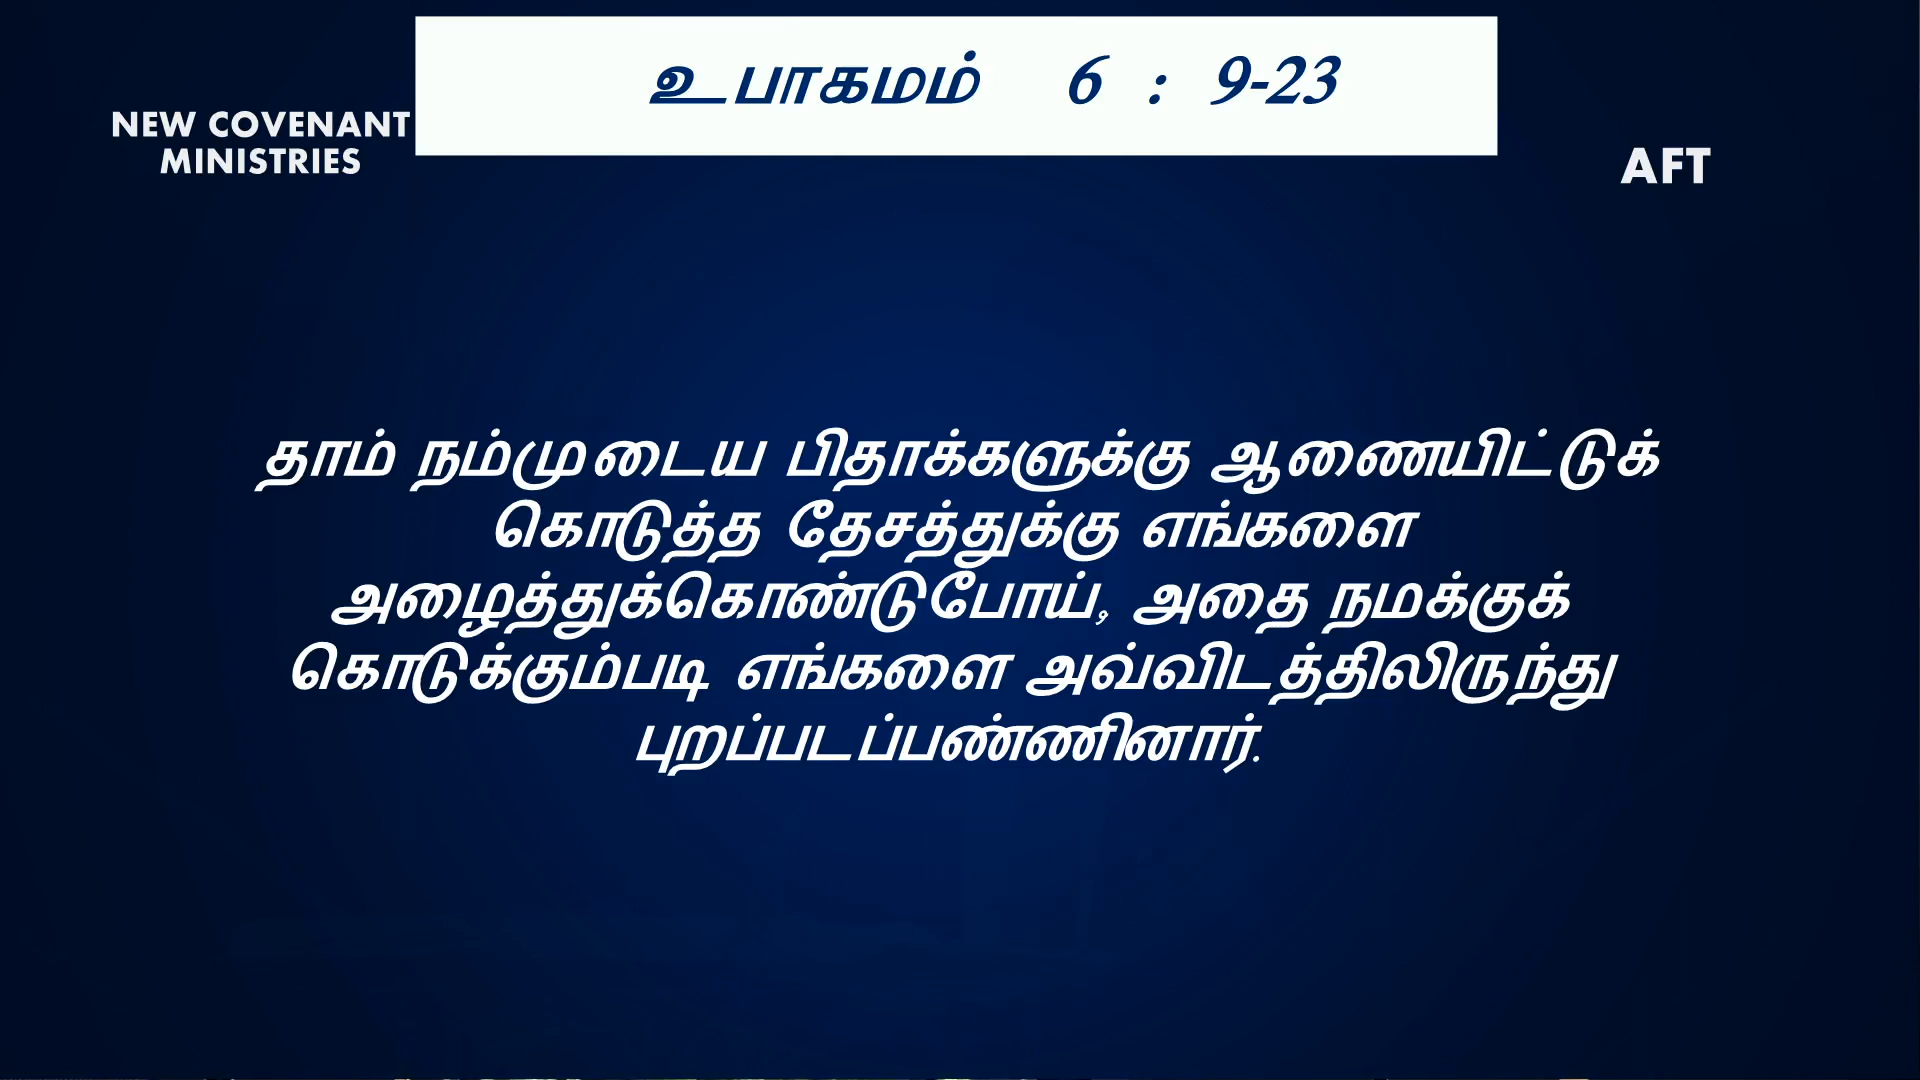 உபாகமம் 6 : 9-23
NEW COVENANT
MINISTRIES
AFT
தாம் நம்முடைய பிதாக்களுக்கு ஆணையிட்டுக்
கொடுத்த தேசத்துக்கு எங்களை
அழைத்துக்கொண்டுபோய், அதை நமக்குக்
கொடுக்கும்படி எங்களை அவ்விடத்திலிருந்து
புறப்படப்பண்ணினார்.